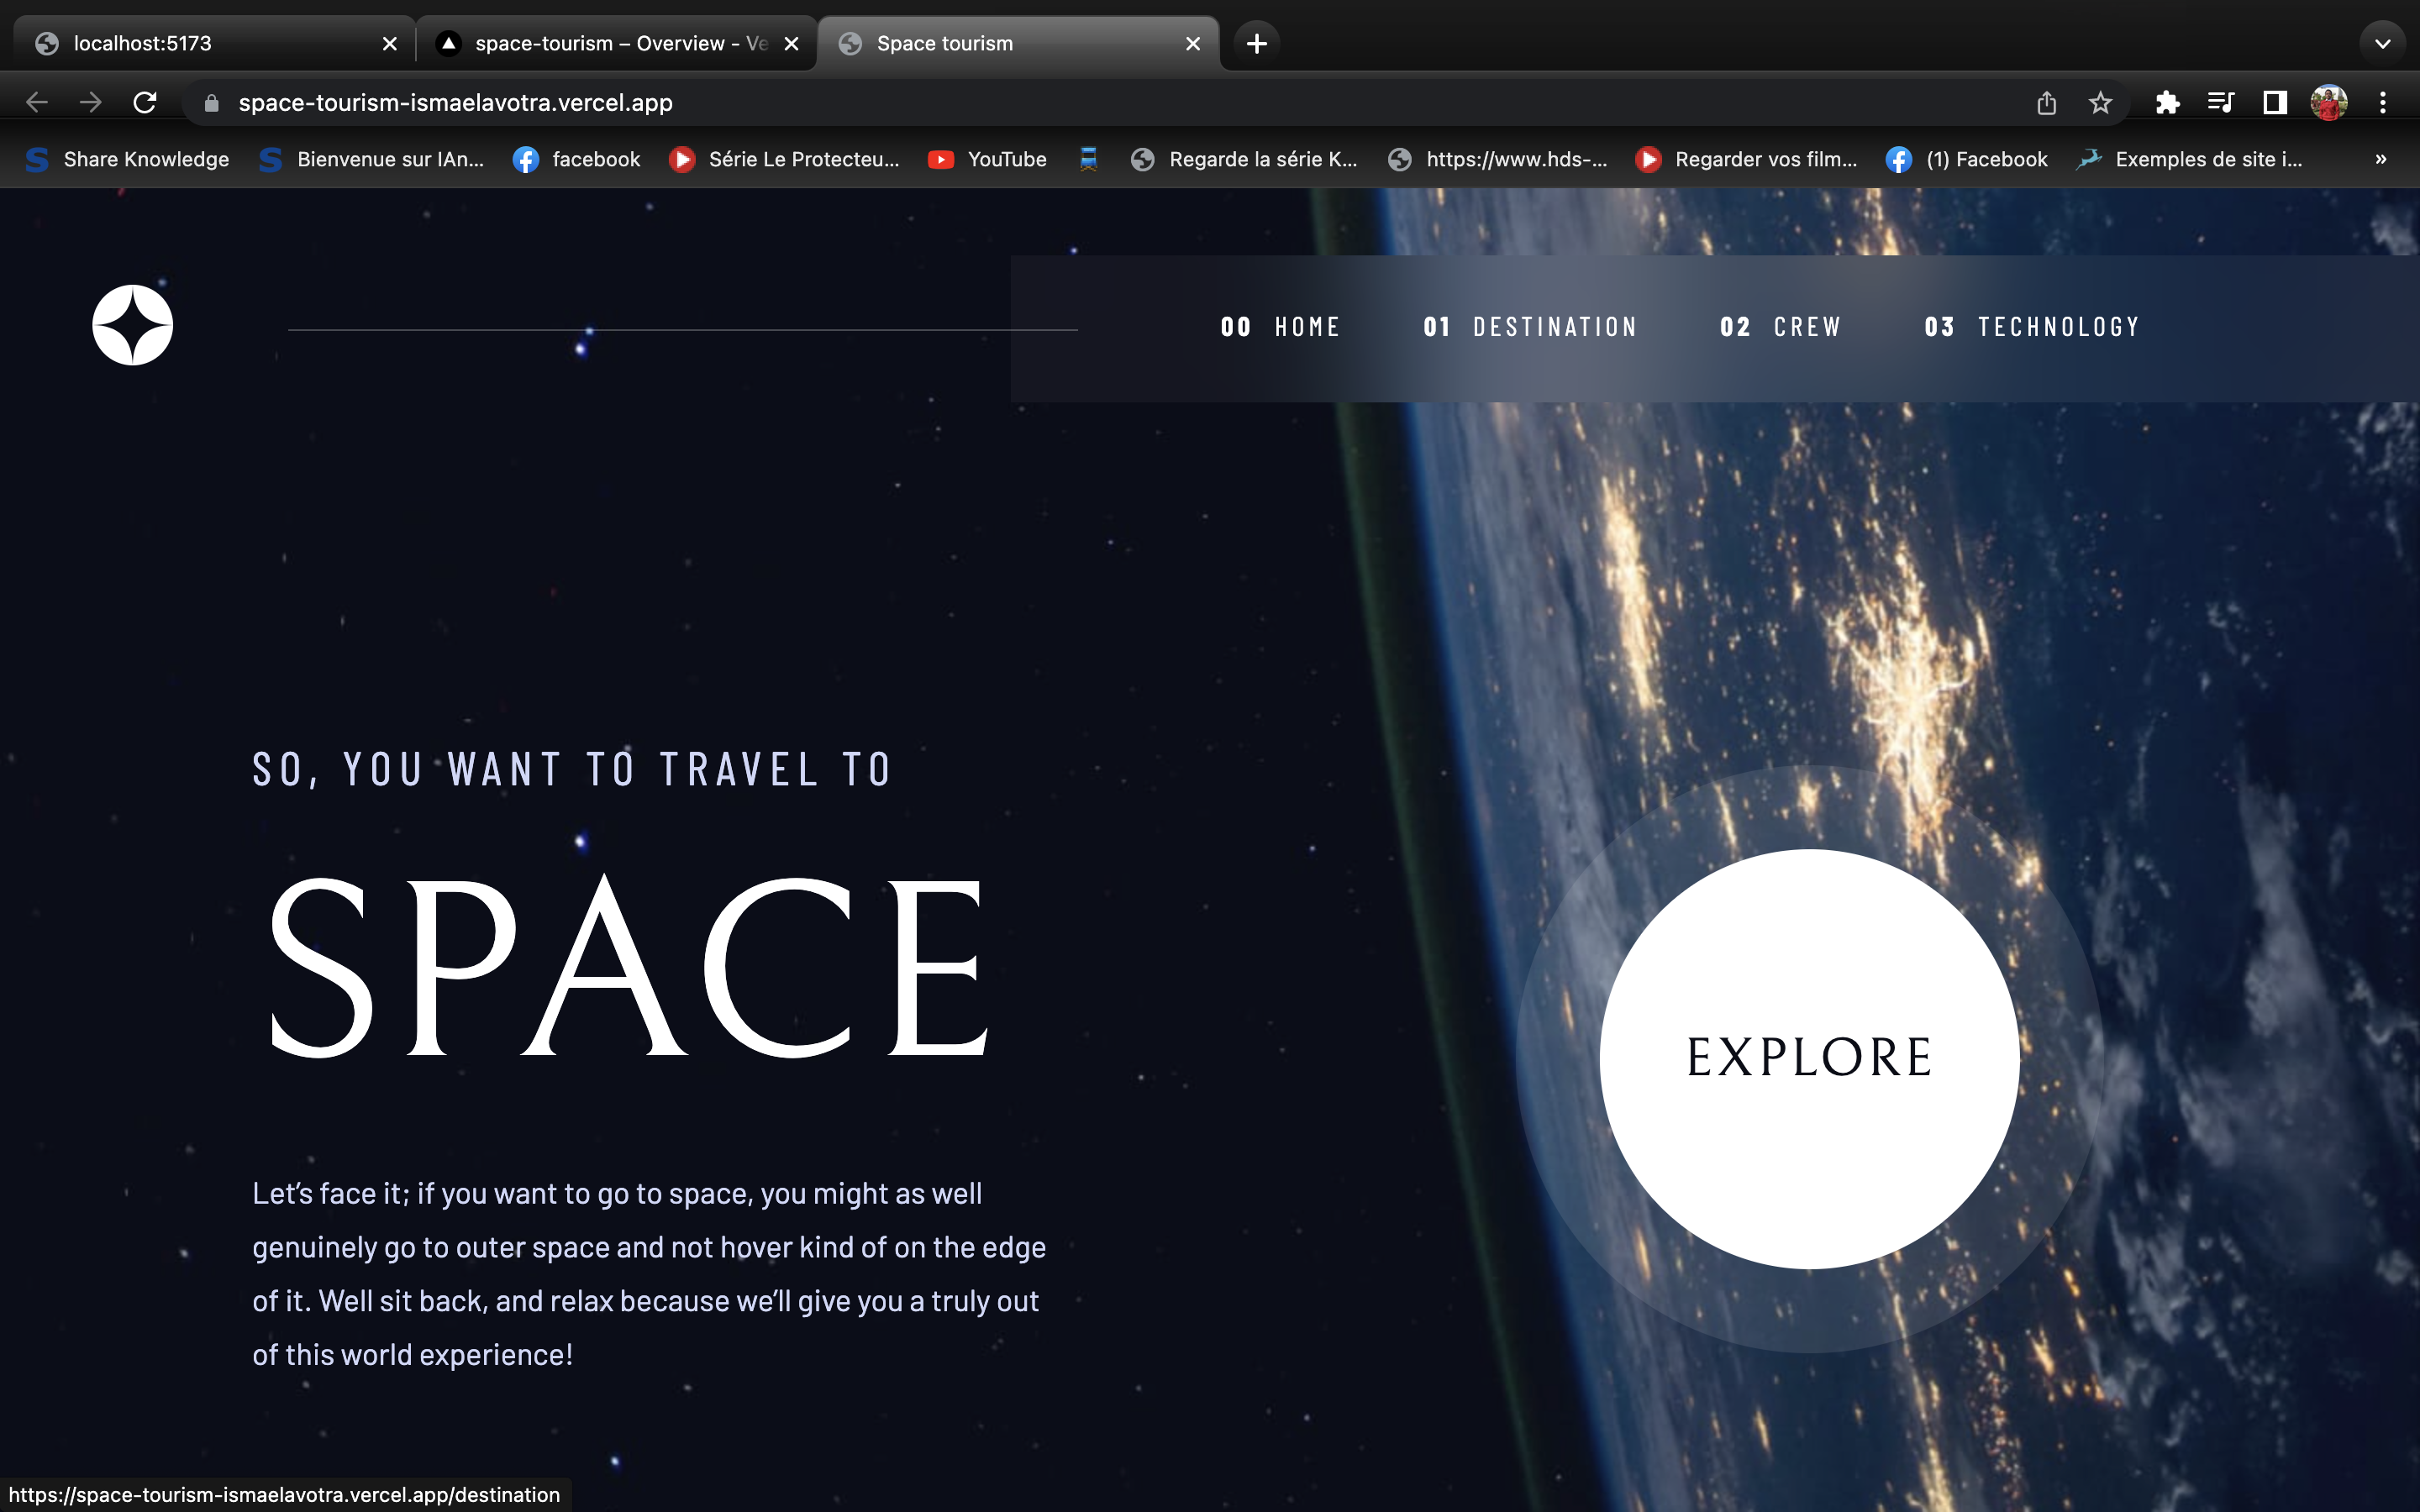 localhost:5173
space-tourism – Overview - Ve
Space tourism
space-tourism-ismaelavotra.vercel.app
Share Knowledge
Bienvenue sur IAn...
facebook
Série Le Protecteu...
YouTube
Regarde la série K...
https://www.hds-...
Regarder vos film...
(1) Facebook
Exemples de site i...
»
00 HOME
01 DESTINATION
02 CREW
03 TECHNOLOGY
SO, YOU WANT TO TRAVEL TO
SPACE
Let’s face it; if you want to go to space, you might as well
genuinely go to outer space and not hover kind of on the edge
of it. Well sit back, and relax because we’ll give you a truly out
of this world experience!
EXPLORE
https://space-tourism-ismaelavotra.vercel.app/destination